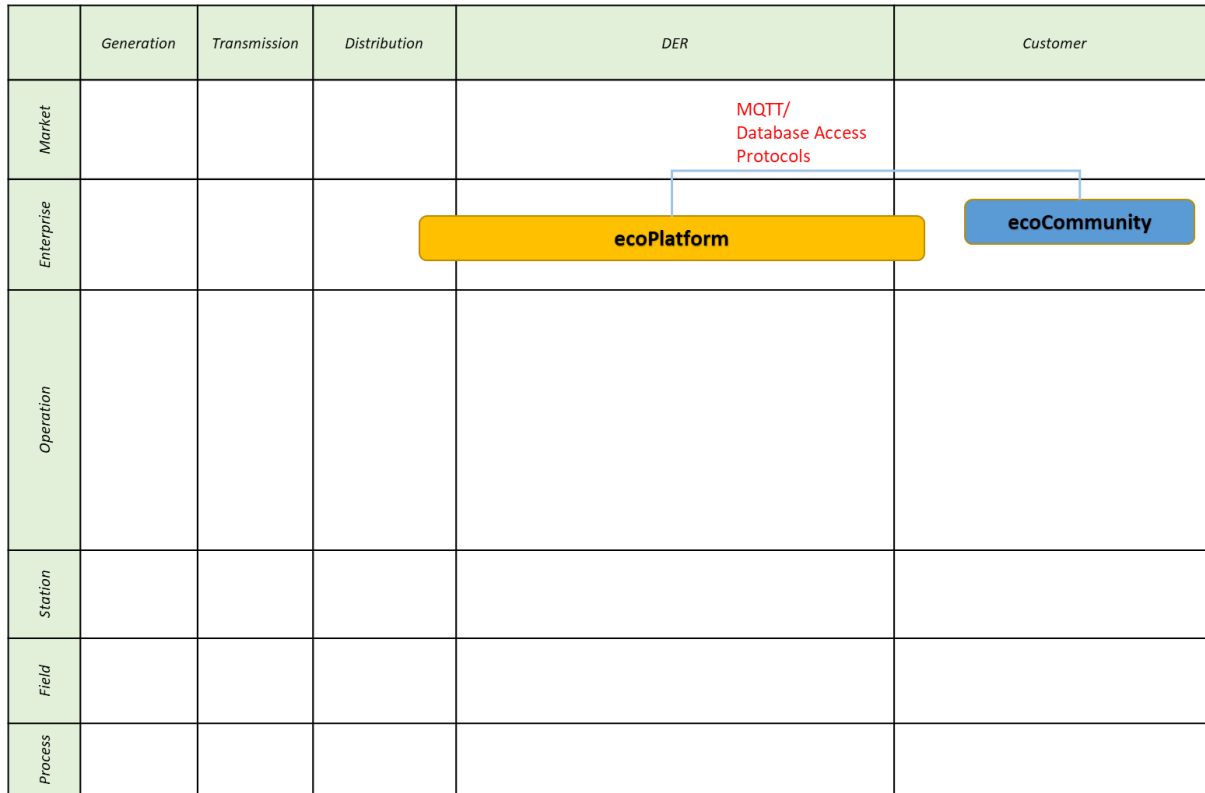 Generation
Transmission
Distribution
DER
Customer
Market
MQTT/
Database Access
Protocols
Enterprise
ecoPlatform
ecoCommunity
Operation
Station
Field
Process